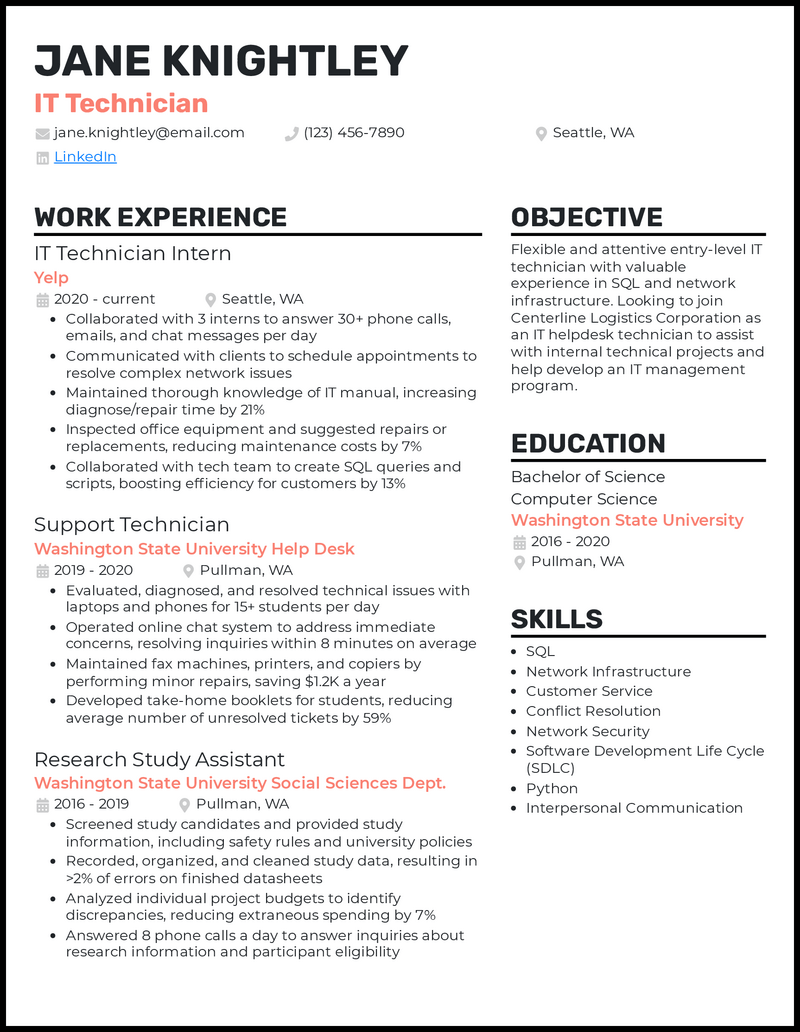 JANE KNIGHTLEY
IT Technician
jane.knightley@email.com (123) 456-7890 Seattle, WA
LinkedIn
WORK EXPERIENCE
IT Technician Intern
Yelp
2020 - current Seattle, WA
• Collaborated with 3 interns to answer 30+ phone calls,
emails, and chat messages per day
• Communicated with clients to schedule appointments to
resolve complex network issues
• Maintained thorough knowledge of IT manual, increasing
diagnose/repair time by 21%
• Inspected office equipment and suggested repairs or
replacements, reducing maintenance costs by 7%
• Collaborated with tech team to create SQL queries and
scripts, boosting efficiency for customers by 13%
Support Technician
Washington State University Help Desk
2019 - 2020 Pullman, WA
• Evaluated, diagnosed, and resolved technical issues with
laptops and phones for 15+ students per day
• Operated online chat system to address immediate
concerns, resolving inquiries within 8 minutes on average
• Maintained fax machines, printers, and copiers by
performing minor repairs, saving $1.2K a year
• Developed take-home booklets for students, reducing
average number of unresolved tickets by 59%
Research Study Assistant
Washington State University Social Sciences Dept.
2016 - 2019 Pullman, WA
• Screened study candidates and provided study
information, including safety rules and university policies
• Recorded, organized, and cleaned study data, resulting in
>2% of errors on finished datasheets
• Analyzed individual project budgets to identify
discrepancies, reducing extraneous spending by 7%
• Answered 8 phone calls a day to answer inquiries about
research information and participant eligibility
OBJECTIVE
Flexible and attentive entry-level IT
technician with valuable
experience in SQL and network
infrastructure. Looking to join
Centerline Logistics Corporation as
an IT helpdesk technician to assist
with internal technical projects and
help develop an IT management
program.
EDUCATION
Bachelor of Science
Computer Science
Washington State University
2016 - 2020
Pullman, WA
SKILLS
• SQL
• Network Infrastructure
• Customer Service
• Conflict Resolution
• Network Security
• Software Development Life Cycle
(SDLC)
• Python
• Interpersonal Communication